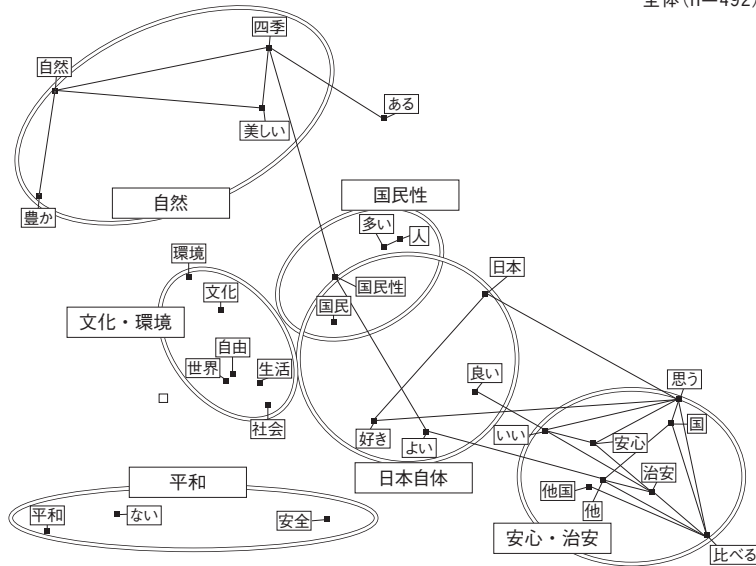 全体(n=492)
四季
自然
ある
美しい
自然
豊か
国民性
多い
人
環境
国民性
日本
文化
国民
文化・環境
自由
世界
生活
良い
思う
社会
好き
よい
いい
国
安心
平和
日本自体
治安
他国
他
平和
ない
安全
安心・治安
比べる